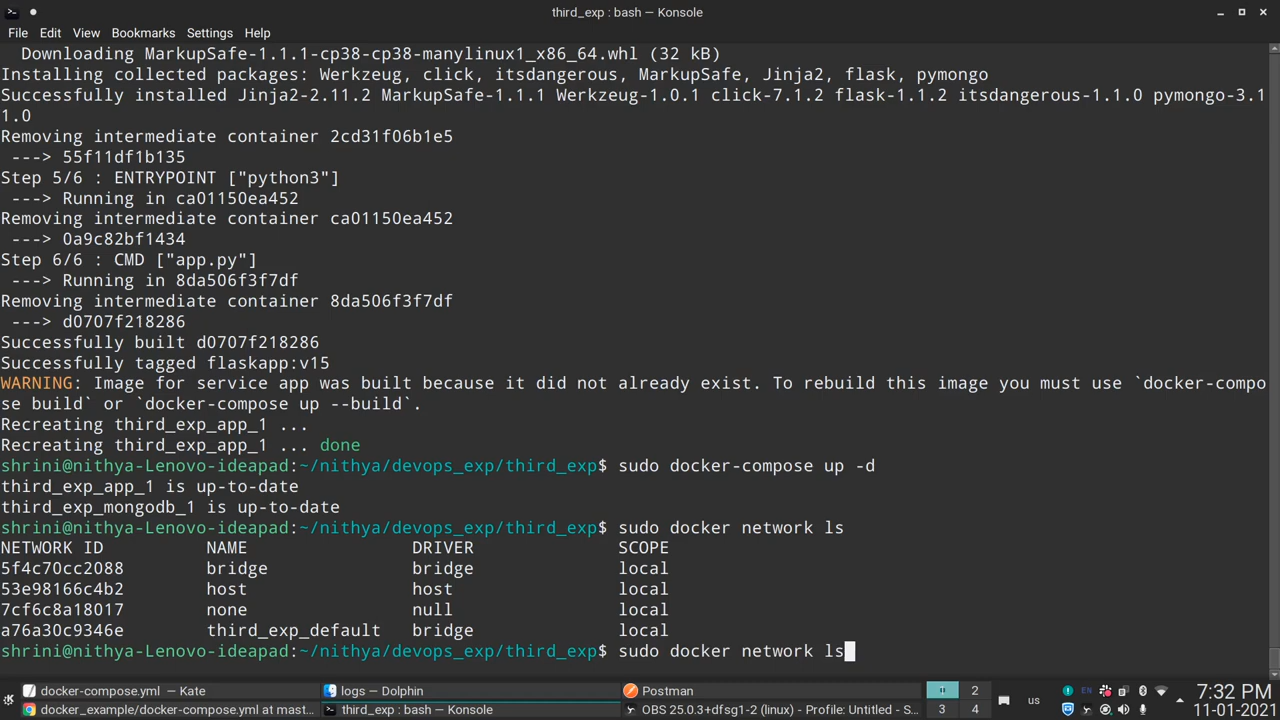 third_exp : bash — Konsole
File Edit View Bookmarks Settings Help
Downloading MarkupSafe-1.1.1-cp38-cp38-manylinux1_x86_64.whl (32 kB)
Installing collected packages: Werkzeug, click, itsdangerous, MarkupSafe, Jinja2, flask, pymongo
Successfully installed Jinja2-2.11.2 MarkupSafe-1.1.1 Werkzeug-1.0.1 click-7.1.2 flask-1.1.2 itsdangerous-1.1.0 pymongo-3.1
1.0
Removing intermediate container 2cd31f06b1e5
---> 55f11df1b135
Step 5/6 : ENTRYPOINT ["python3"]
---> Running in ca01150ea452
Removing intermediate container ca01150ea452
---> 0a9c82bf1434
Step 6/6 : CMD ["app.py"]
---> Running in 8da506f3f7df
Removing intermediate container 8da506f3f7df
---> d0707f218286
Successfully built d0707f218286
Successfully tagged flaskapp:v15
WARNING: Image for service app was built because it did not already exist. To rebuild this image you must use `docker-compo
se build` or `docker-compose up --build`.
Recreating third_exp_app_1 ...
Recreating third_exp_app_1 ... done
shrini@nithya-Lenovo-ideapad:~/nithya/devops_exp/third_exp$ sudo docker-compose up -d
third_exp_app_1 is up-to-date
third_exp_mongodb_1 is up-to-date
shrini@nithya-Lenovo-ideapad:~/nithya/devops_exp/third_exp$ sudo docker network ls
NETWORK ID NAME DRIVER SCOPE
5f4c70cc2088 bridge bridge local
53e98166c4b2 host host local
7cf6c8a18017 none null local
a76a30c9346e third_exp_default bridge local
shrini@nithya-Lenovo-ideapad:~/nithya/devops_exp/third_exp$ sudo docker network ls
docker-compose.yml — Kate logs — Dolphin Postman 2 EN 7:32 PM
docker_example/docker-compose.yml at mast... third_exp : bash — Konsole OBS 25.0.3+dfsg1-2 (linux) - Profile: Untitled - S... 3 4 us 11-01-2021